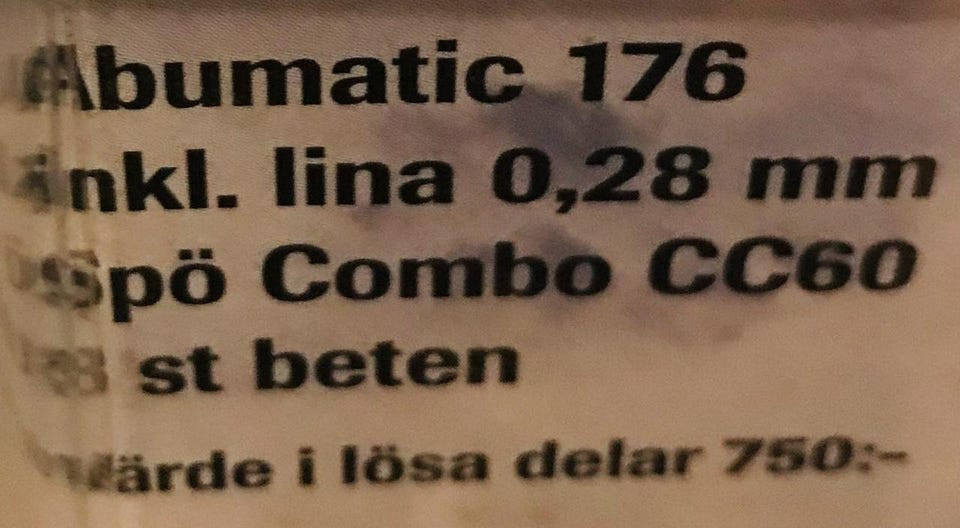 Abumatic 176
inkl. lina 0,28 mm
Spö Combo CC60
st beten
Värde i lösa delar 750:-